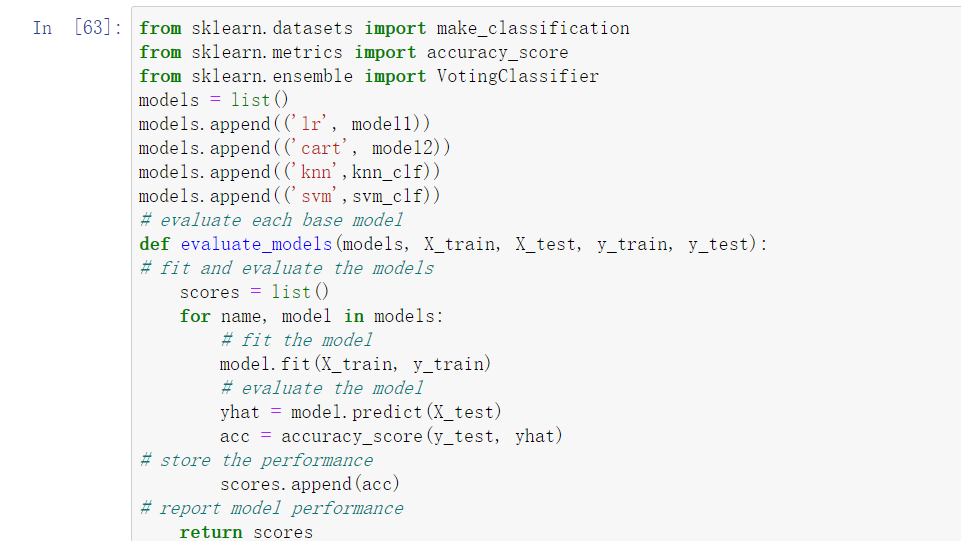 In [63]: from sklearn.datasets import make_classification
from sklearn.metrics import accuracy_score
from sklearn.ensemble import VotingClassifier
models = list()
models.append(('lr', model1))
models.append(('cart', model2))
models.append(('knn',knn_clf))
models.append(('svm',svm_clf))
# evaluate each base model
def evaluate_models(models, X_train, X_test, y_train, y_test):
# fit and evaluate the models
    scores = list()
    for name, model in models:
        # fit the model
        model.fit(X_train, y_train)
        # evaluate the model
        yhat = model.predict(X_test)
        acc = accuracy_score(y_test, yhat)
# store the performance
        scores.append(acc)
# report model performance
    return scores